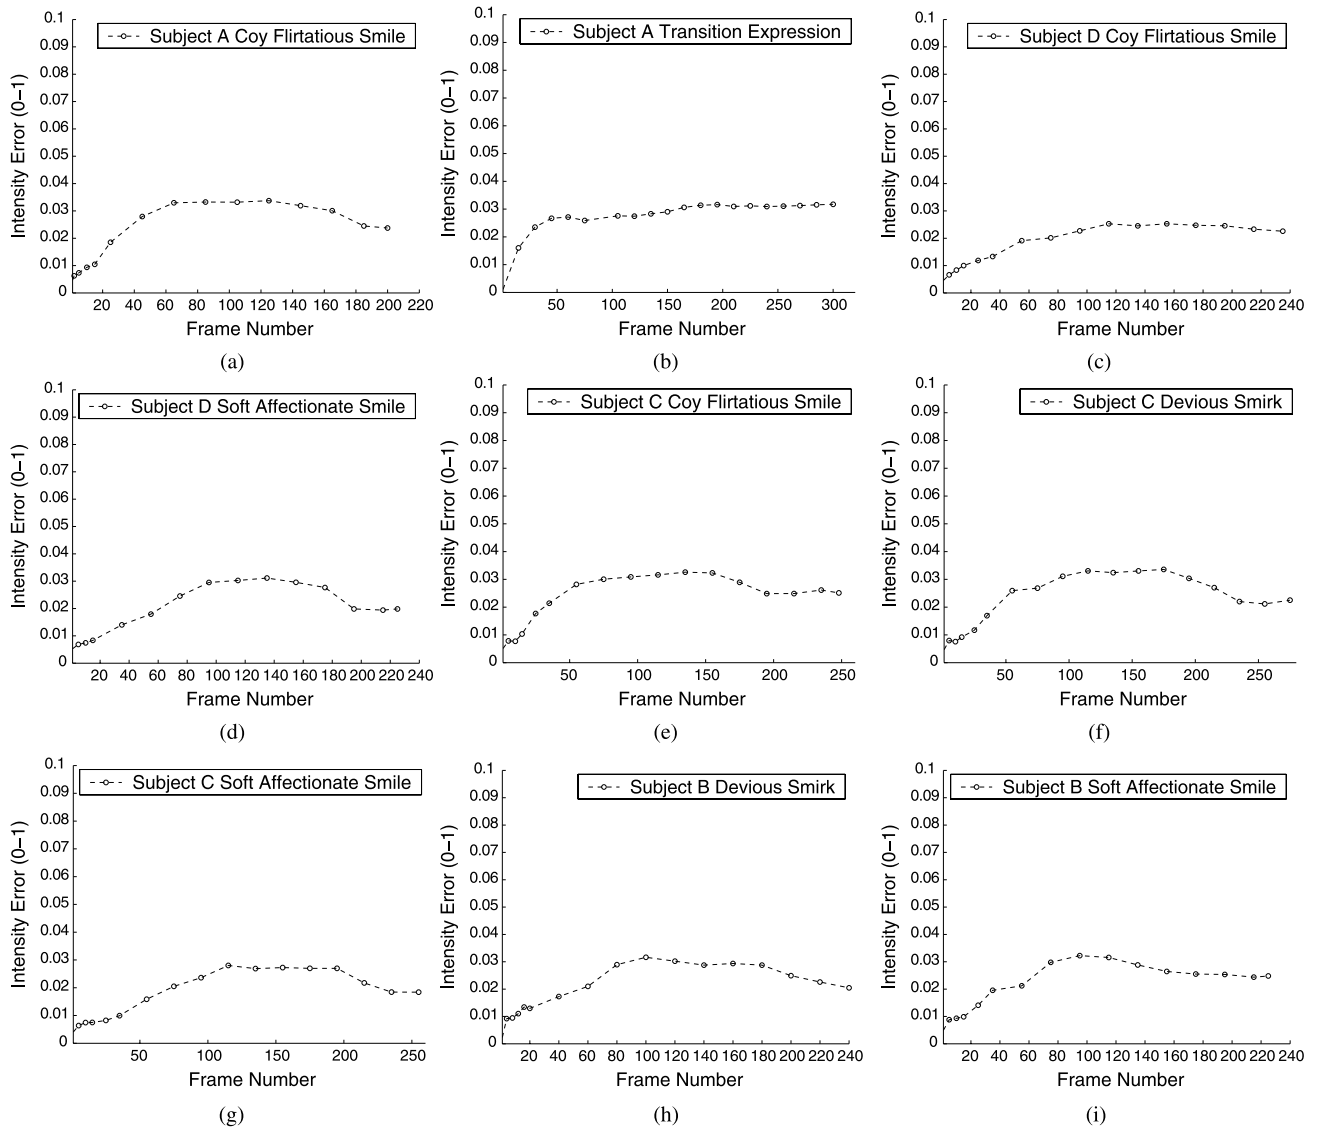 Subject A Coy Flirtatious Smile
Intensity Error (0−1)
0.1
0.09
0.08
0.07
0.06
0.05
0.04
0.03
0.02
0.01
0
20 40 60 80 100 120 140 160 180 200 220
Frame Number
(a)
Subject A Transition Expression
Intensity Error (0−1)
0.1
0.09
0.08
0.07
0.06
0.05
0.04
0.03
0.02
0.01
0
50 100 150 200 250 300
Frame Number
(b)
Subject D Coy Flirtatious Smile
Intensity Error (0−1)
0.1
0.09
0.08
0.07
0.06
0.05
0.04
0.03
0.02
0.01
0
20 40 60 80 100 120 140 160 180 200 220 240
Frame Number
(c)
Subject D Soft Affectionate Smile
Intensity Error (0−1)
0.1
0.09
0.08
0.07
0.06
0.05
0.04
0.03
0.02
0.01
0
20 40 60 80 100 120 140 160 180 200 220 240
Frame Number
(d)
Subject C Coy Flirtatious Smile
Intensity Error (0−1)
0.1
0.09
0.08
0.07
0.06
0.05
0.04
0.03
0.02
0.01
0
50 100 150 200 250
Frame Number
(e)
Subject C Devious Smirk
Intensity Error (0−1)
0.1
0.09
0.08
0.07
0.06
0.05
0.04
0.03
0.02
0.01
0
50 100 150 200 250
Frame Number
(f)
Subject C Soft Affectionate Smile
Intensity Error (0−1)
0.1
0.09
0.08
0.07
0.06
0.05
0.04
0.03
0.02
0.01
0
50 100 150 200 250
Frame Number
(g)
Subject B Devious Smirk
Intensity Error (0−1)
0.1
0.09
0.08
0.07
0.06
0.05
0.04
0.03
0.02
0.01
0
20 40 60 80 100 120 140 160 180 200 220 240
Frame Number
(h)
Subject B Soft Affectionate Smile
Intensity Error (0−1)
0.1
0.09
0.08
0.07
0.06
0.05
0.04
0.03
0.02
0.01
0
20 40 60 80 100 120 140 160 180 200 220 240
Frame Number
(i)